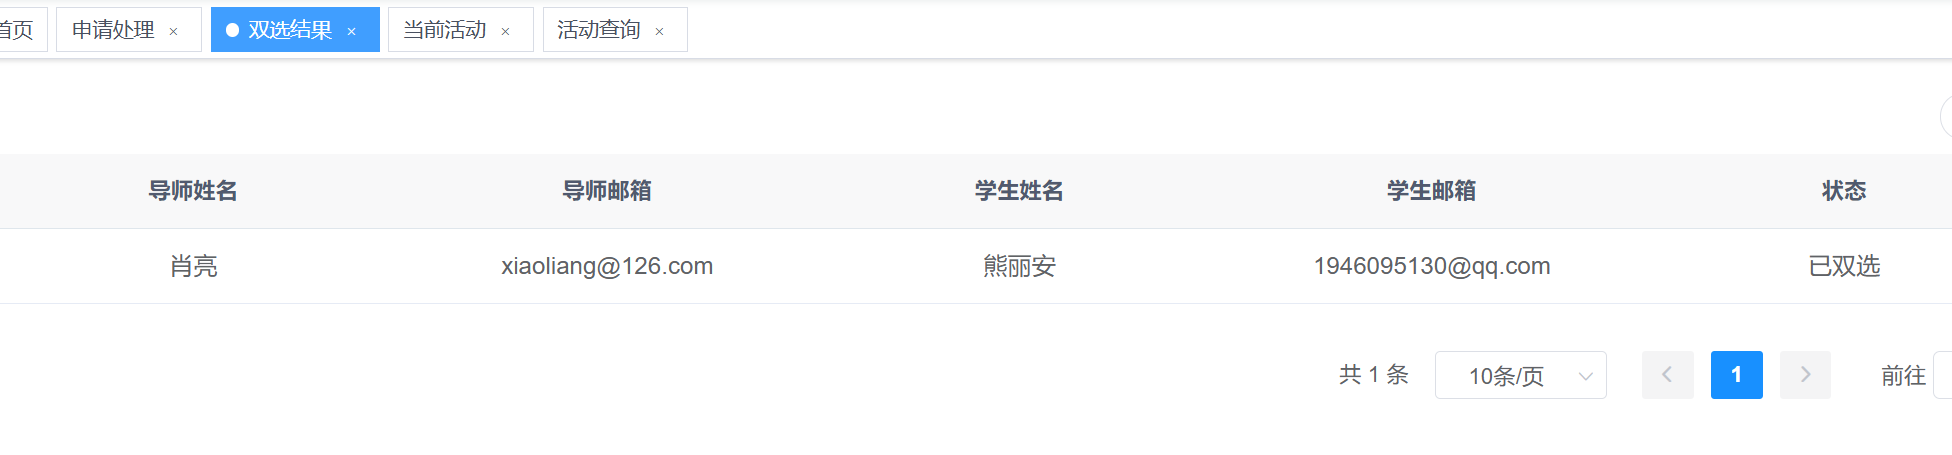 首页 申请处理 × 双选结果 × 当前活动 × 活动查询 ×
导师姓名 导师邮箱 学生姓名 学生邮箱 状态
肖亮 xiaoliang@126.com 熊丽安 1946095130@qq.com 已双选
共 1 条 10条/页 1 前往